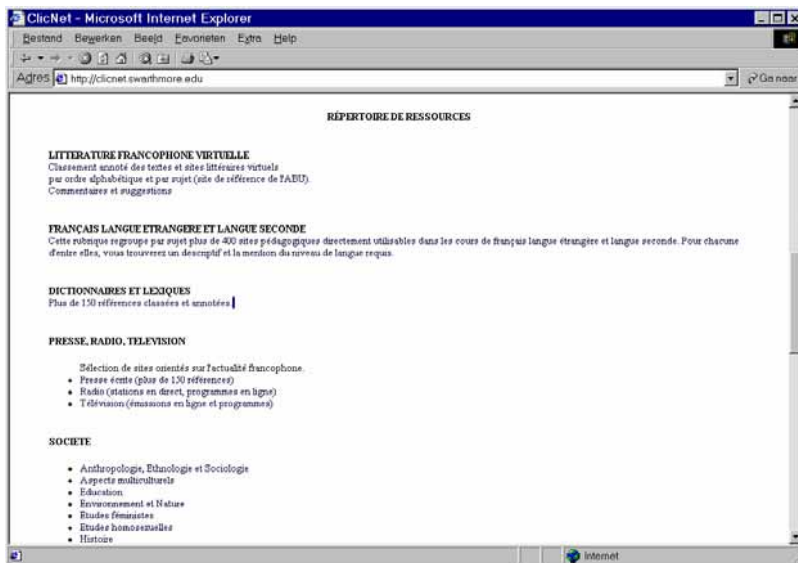 ClicNet - Microsoft Internet Explorer
Bestand Bewerken Beeld Favorieten Extra Help
Adres http://clicnet.swarthmore.edu Ga naar
RÉPERTOIRE DE RESSOURCES
LITTERATURE FRANCOPHONE VIRTUELLE
Classement annoté des textes et sites littéraires virtuels
par ordre alphabétique et par sujet (site de référence de l'ABU).
Commentaires et suggestions
FRANÇAIS LANGUE ETRANGERE ET LANGUE SECONDE
Cette rubrique regroupe par sujet plus de 400 sites pédagogiques directement utilisables dans les cours de français langue étrangère et langue seconde. Pour chacune
d'entre elles, vous trouverez un descriptif et la mention du niveau de langue requis.
DICTIONNAIRES ET LEXIQUES
Plus de 150 références classées et annotées
PRESSE, RADIO, TELEVISION
Sélection de sites orientés sur l'actualité francophone.
• Presse écrite (plus de 150 références)
• Radio (stations en direct, programmes en ligne)
• Télévision (émissions en ligne et programmes)
SOCIETE
• Anthropologie, Ethnologie et Sociologie
• Aspects multiculturels
• Education
• Environnement et Nature
• Etudes féministes
• Etudes homosexuelles
• Histoire
Internet